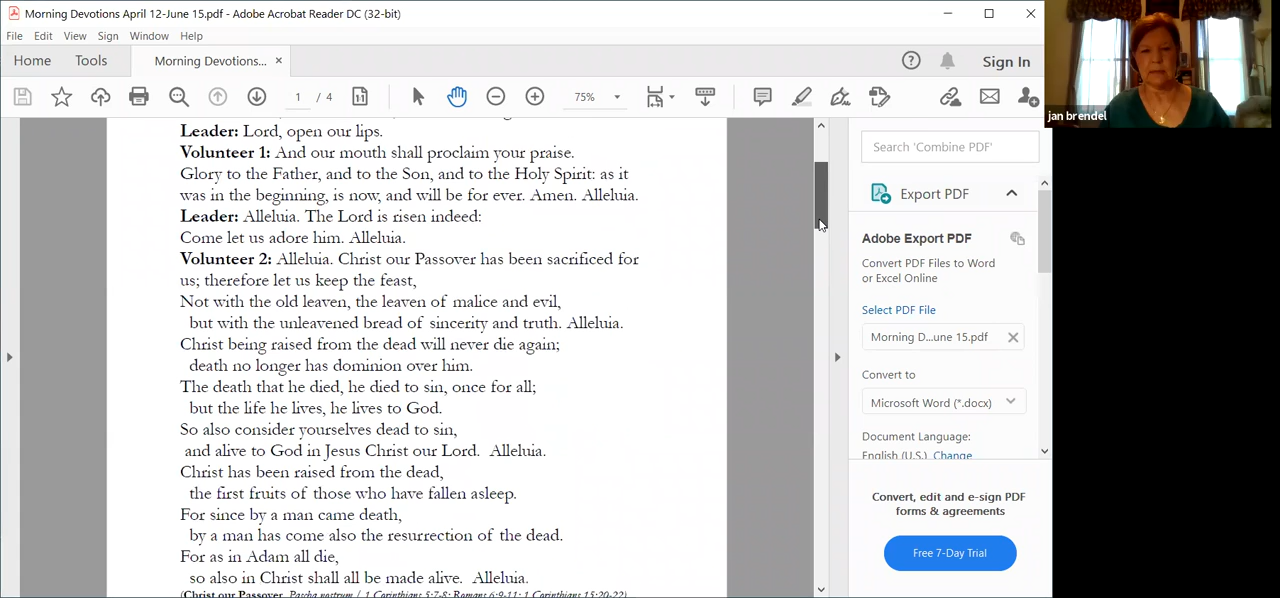 Morning Devotions April 12-June 15.pdf - Adobe Acrobat Reader DC (32-bit)
File Edit View Sign Window Help
Home Tools Morning Devotions... × Sign In
1 / 4 75%
Leader: Lord, open our lips.
Volunteer 1: And our mouth shall proclaim your praise.
Glory to the Father, and to the Son, and to the Holy Spirit: as it
was in the beginning, is now, and will be for ever. Amen. Alleluia.
Leader: Alleluia. The Lord is risen indeed:
Come let us adore him. Alleluia.
Volunteer 2: Alleluia. Christ our Passover has been sacrificed for
us; therefore let us keep the feast,
Not with the old leaven, the leaven of malice and evil,
but with the unleavened bread of sincerity and truth. Alleluia.
Christ being raised from the dead will never die again;
death no longer has dominion over him.
The death that he died, he died to sin, once for all;
but the life he lives, he lives to God.
So also consider yourselves dead to sin,
and alive to God in Jesus Christ our Lord. Alleluia.
Christ has been raised from the dead,
the first fruits of those who have fallen asleep.
For since by a man came death,
by a man has come also the resurrection of the dead.
For as in Adam all die,
so also in Christ shall all be made alive. Alleluia.
(Christ our Passover Pascha nostrum / 1 Corinthians 5:7-8; Romans 6:9-11; 1 Corinthians 15:20-22)
Search 'Combine PDF'
Export PDF
Adobe Export PDF
Convert PDF Files to Word
or Excel Online
Select PDF File
Morning D...une 15.pdf
Convert to
Microsoft Word (*.docx)
Document Language:
English (U.S.) Change
Convert, edit and e-sign PDF
forms & agreements
Free 7-Day Trial
jan brendel